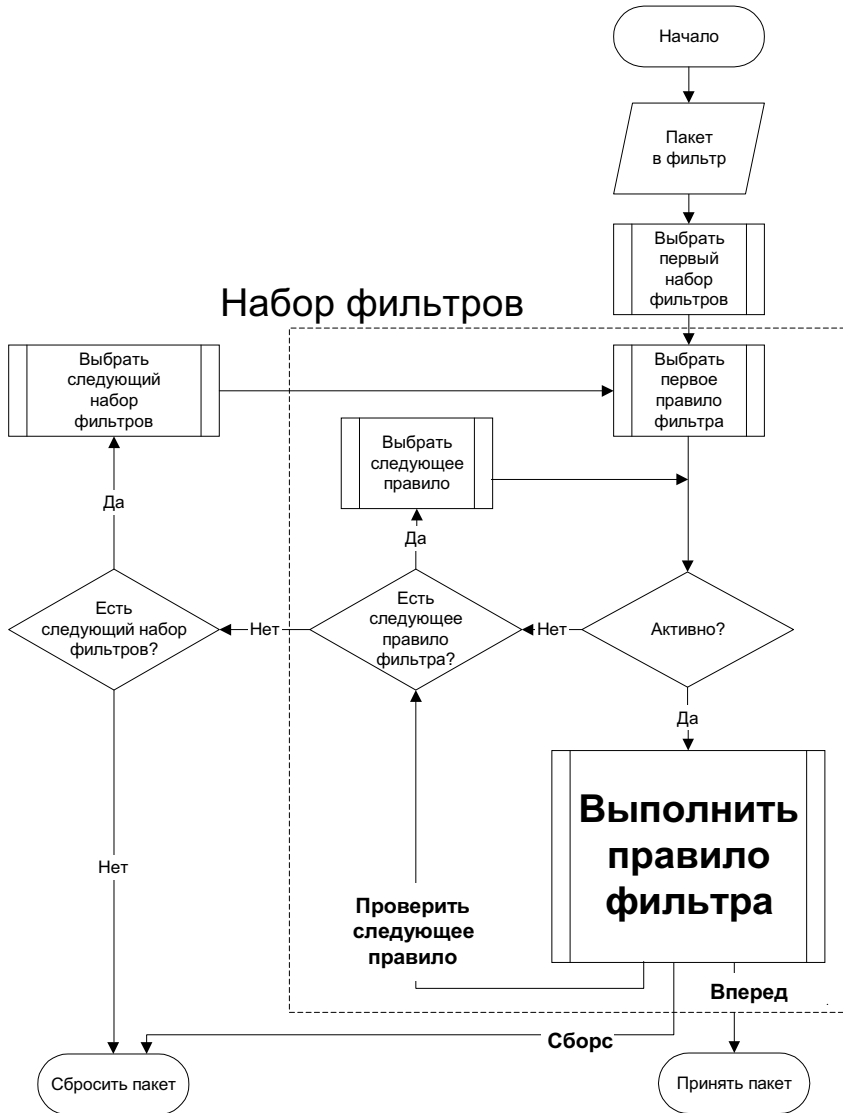 Начало
Пакет
в фильтр
Выбрать
первый
набор
фильтров
Набор фильтров
Выбрать
следующий
набор
фильтров
Выбрать
первое
правило
фильтра
Выбрать
следующее
правило
Да
Да
Есть
следующий набор
фильтров?
Нет
Есть
следующее
правило
фильтра?
Нет
Активно?
Да
Выполнить
правило
фильтра
Нет
Проверить
следующее
правило
Вперед
Сборс
Сбросить пакет
Принять пакет